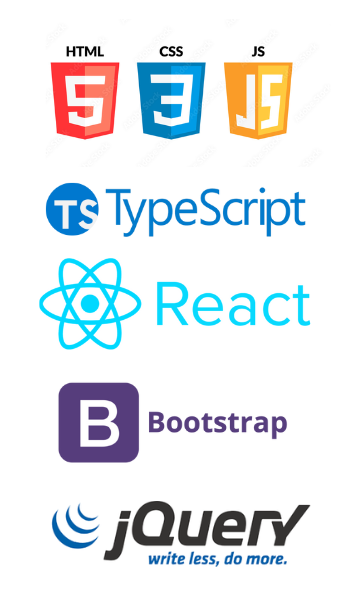 HTML CSS JS
5 3 JS
TS TypeScript
React
B Bootstrap
jQuery
write less, do more.